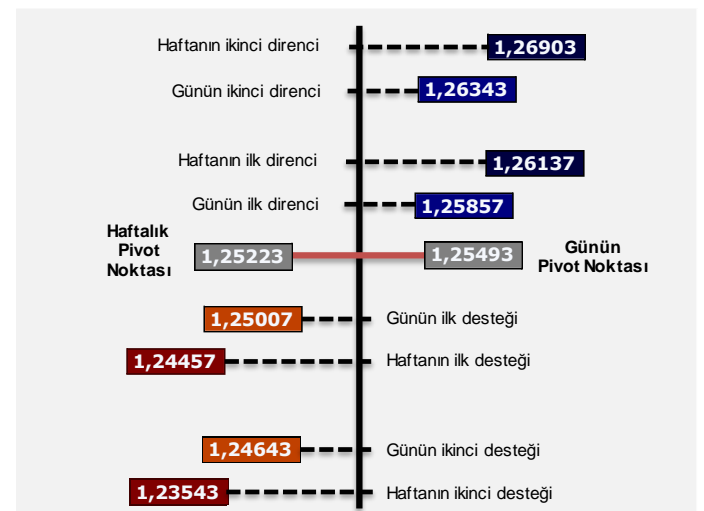 Haftanın ikinci direnci 1,26903
Günün ikinci direnci 1,26343
Haftanın ilk direnci 1,26137
Günün ilk direnci 1,25857
Haftalık
Pivot
Noktası
1,25223
1,25493
Günün
Pivot Noktası
1,25007 Günün ilk desteği
1,24457 Haftanın ilk desteği
1,24643 Günün ikinci desteği
1,23543 Haftanın ikinci desteği